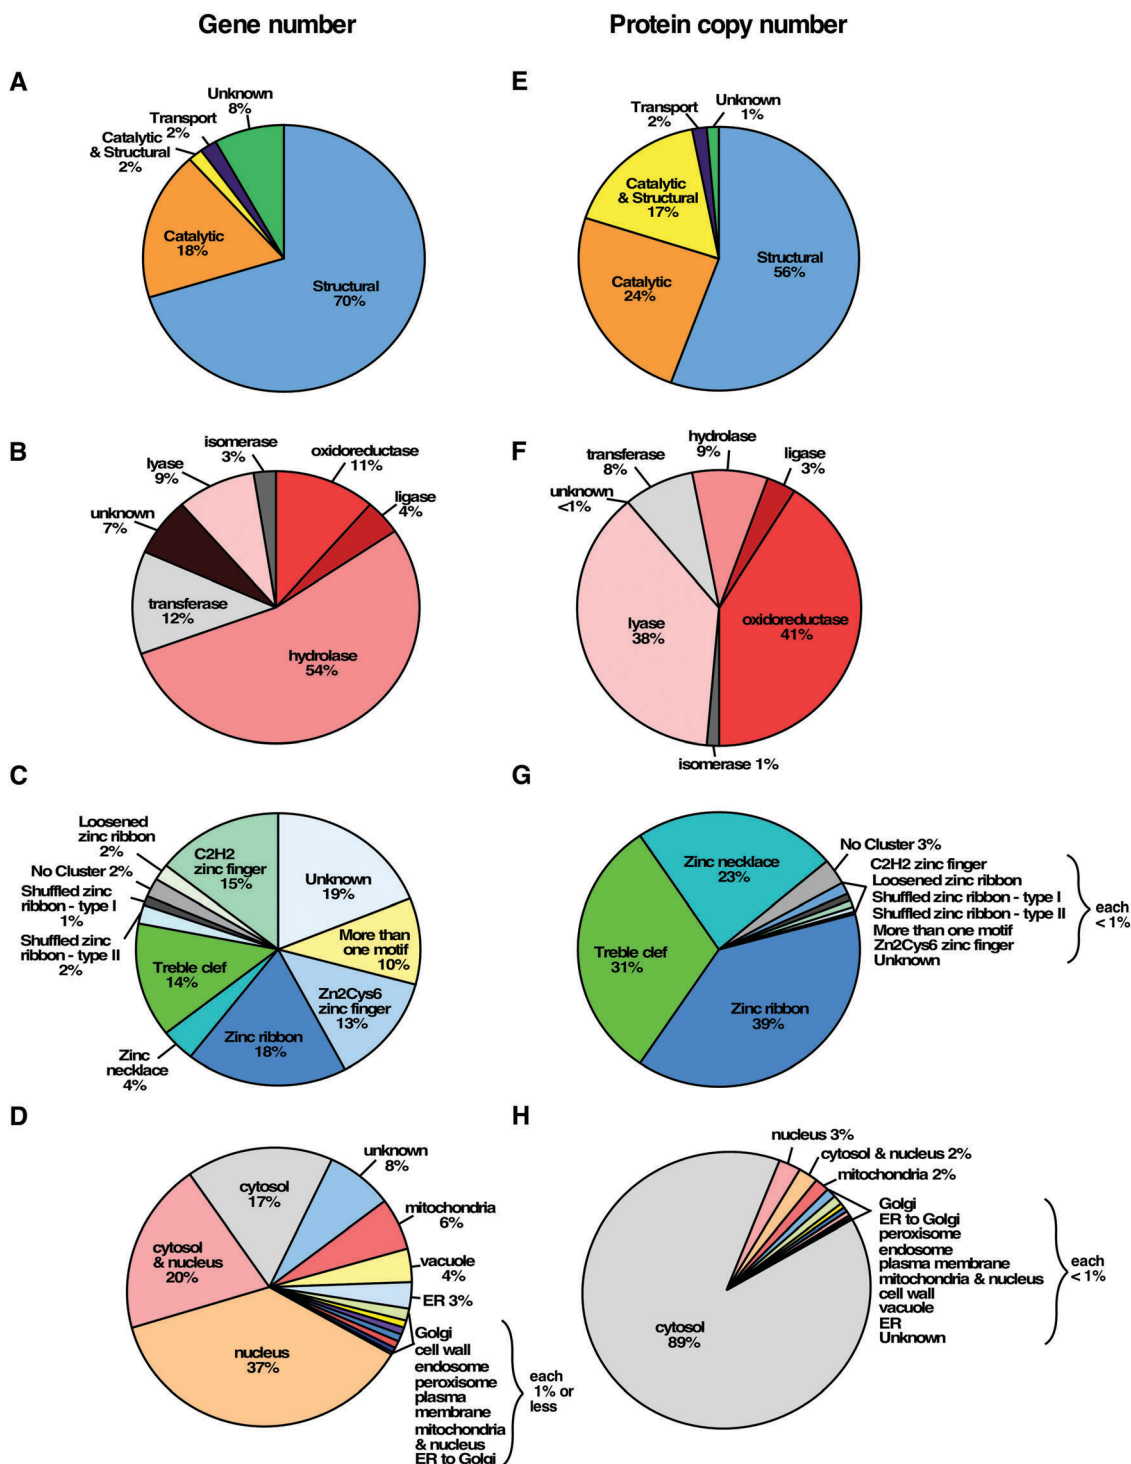 Gene number
Protein copy number
A
Unknown
8%
Transport
2%
Catalytic
& Structural
2%
Catalytic
18%
Structural
70%
E
Transport
2%
Unknown
1%
Catalytic
& Structural
17%
Structural
56%
Catalytic
24%
B
isomerase
3%
oxidoreductase
11%
lyase
9%
ligase
4%
unknown
7%
transferase
12%
hydrolase
54%
F
hydrolase
9%
transferase
8%
ligase
3%
unknown
<1%
lyase
38%
oxidoreductase
41%
isomerase 1%
C
Loosened
zinc ribbon
2%
C2H2
zinc finger
15%
No Cluster 2%
Unknown
19%
Shuffled zinc
ribbon - type I
1%
Shuffled zinc
ribbon - type II
2%
More than
one motif
10%
Treble clef
14%
Zn2Cys6
zinc finger
13%
Zinc ribbon
18%
Zinc
necklace
4%
G
Zinc necklace
23%
No Cluster 3%
C2H2 zinc finger
Loosened zinc ribbon
Shuffled zinc ribbon - type I
Shuffled zinc ribbon - type II
More than one motif
Zn2Cys6 zinc finger
Unknown
each
< 1%
Treble clef
31%
Zinc ribbon
39%
D
unknown
8%
cytosol
17%
mitochondria
6%
cytosol
& nucleus
20%
vacuole
4%
ER 3%
nucleus
37%
Golgi
cell wall
endosome
peroxisome
plasma
membrane
mitochondria
& nucleus
ER to Golgi
each
1% or
less
H
nucleus 3%
cytosol & nucleus 2%
mitochondria 2%
Golgi
ER to Golgi
peroxisome
endosome
plasma membrane
mitochondria & nucleus
cell wall
vacuole
ER
Unknown
each
< 1%
cytosol
89%